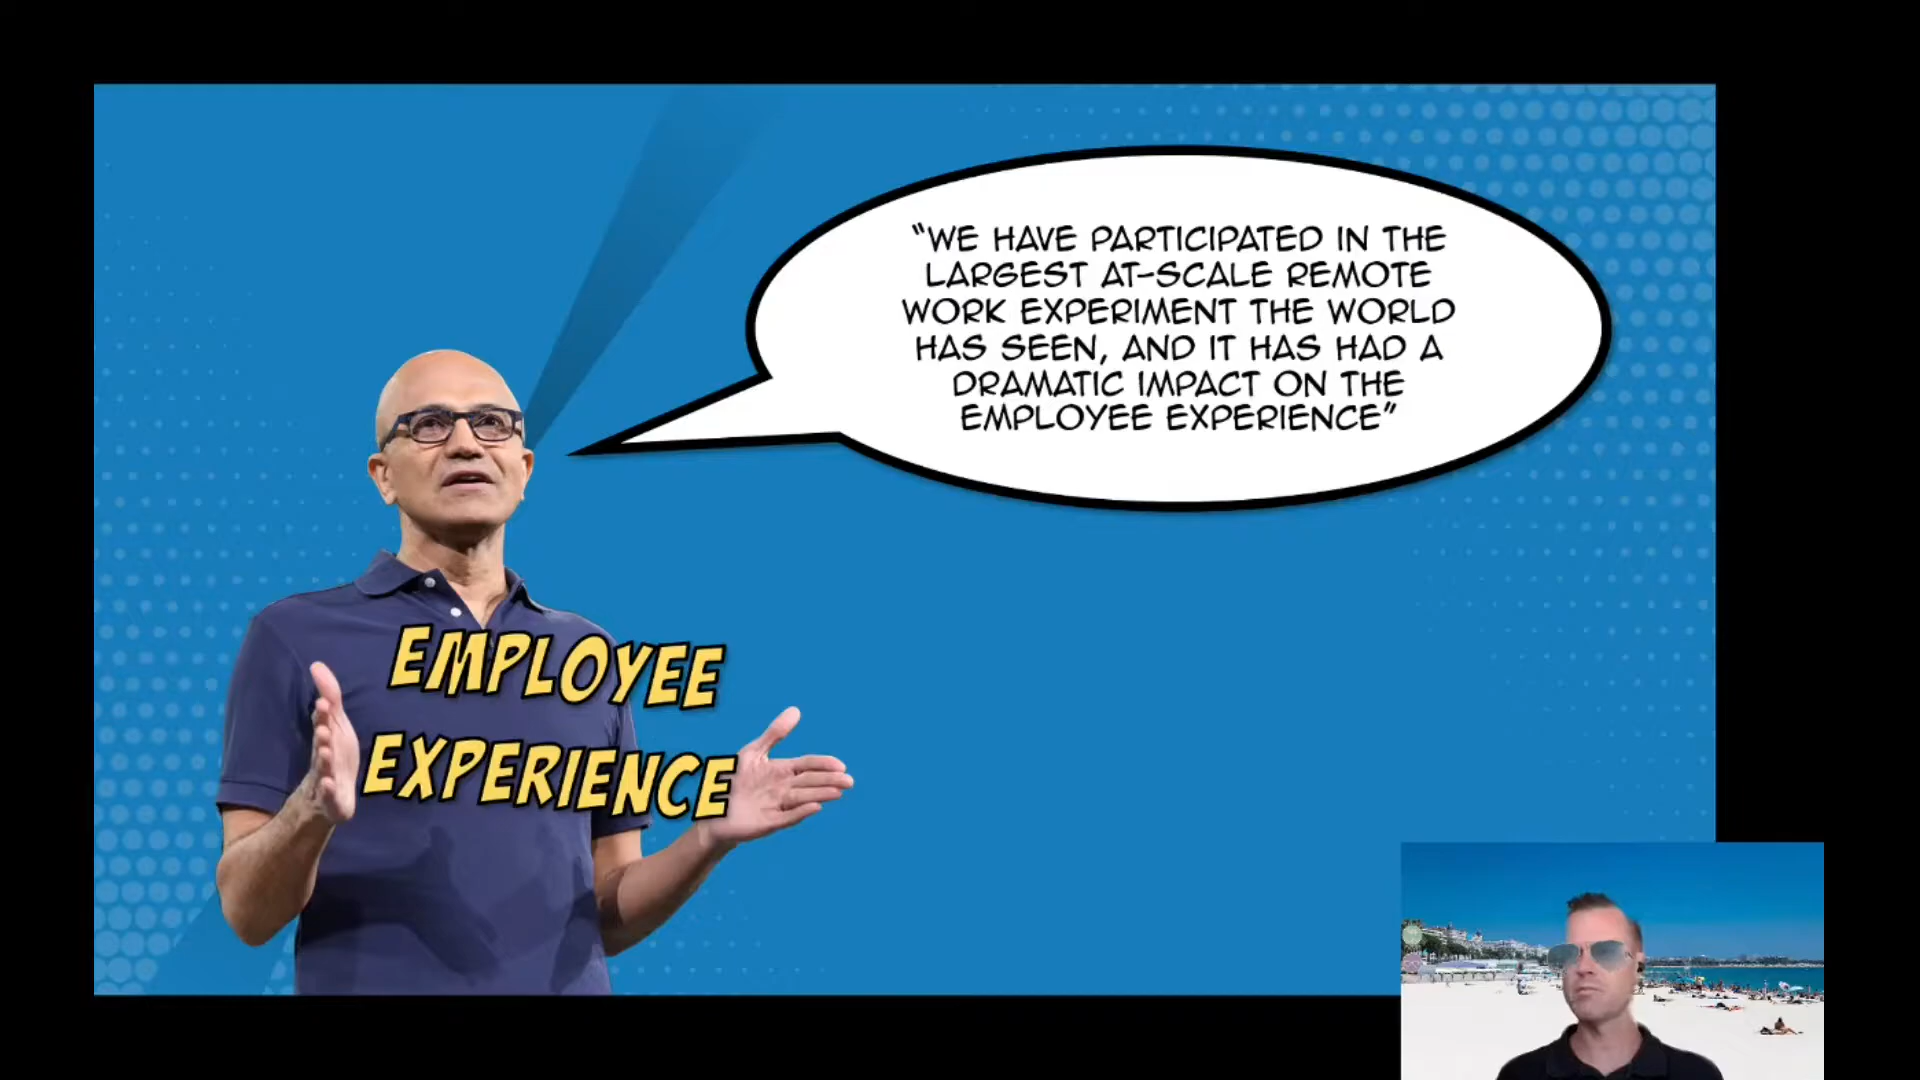 “WE HAVE PARTICIPATED IN THE
LARGEST AT-SCALE REMOTE
WORK EXPERIMENT THE WORLD
HAS SEEN, AND IT HAS HAD A
DRAMATIC IMPACT ON THE
EMPLOYEE EXPERIENCE”
EMPLOYEE
EXPERIENCE